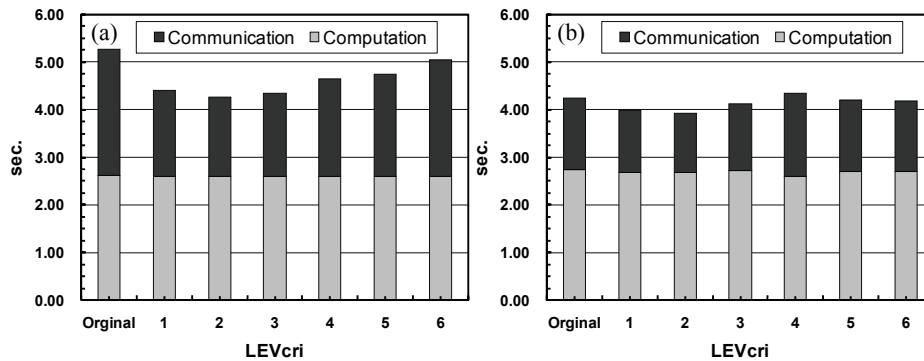 (a)
Communication Computation
6.00
5.00
4.00
3.00
2.00
1.00
0.00
sec.
Orginal 1 2 3 4 5 6
LEVcri
(b)
Communication Computation
6.00
5.00
4.00
3.00
2.00
1.00
0.00
sec.
Orginal 1 2 3 4 5 6
LEVcri